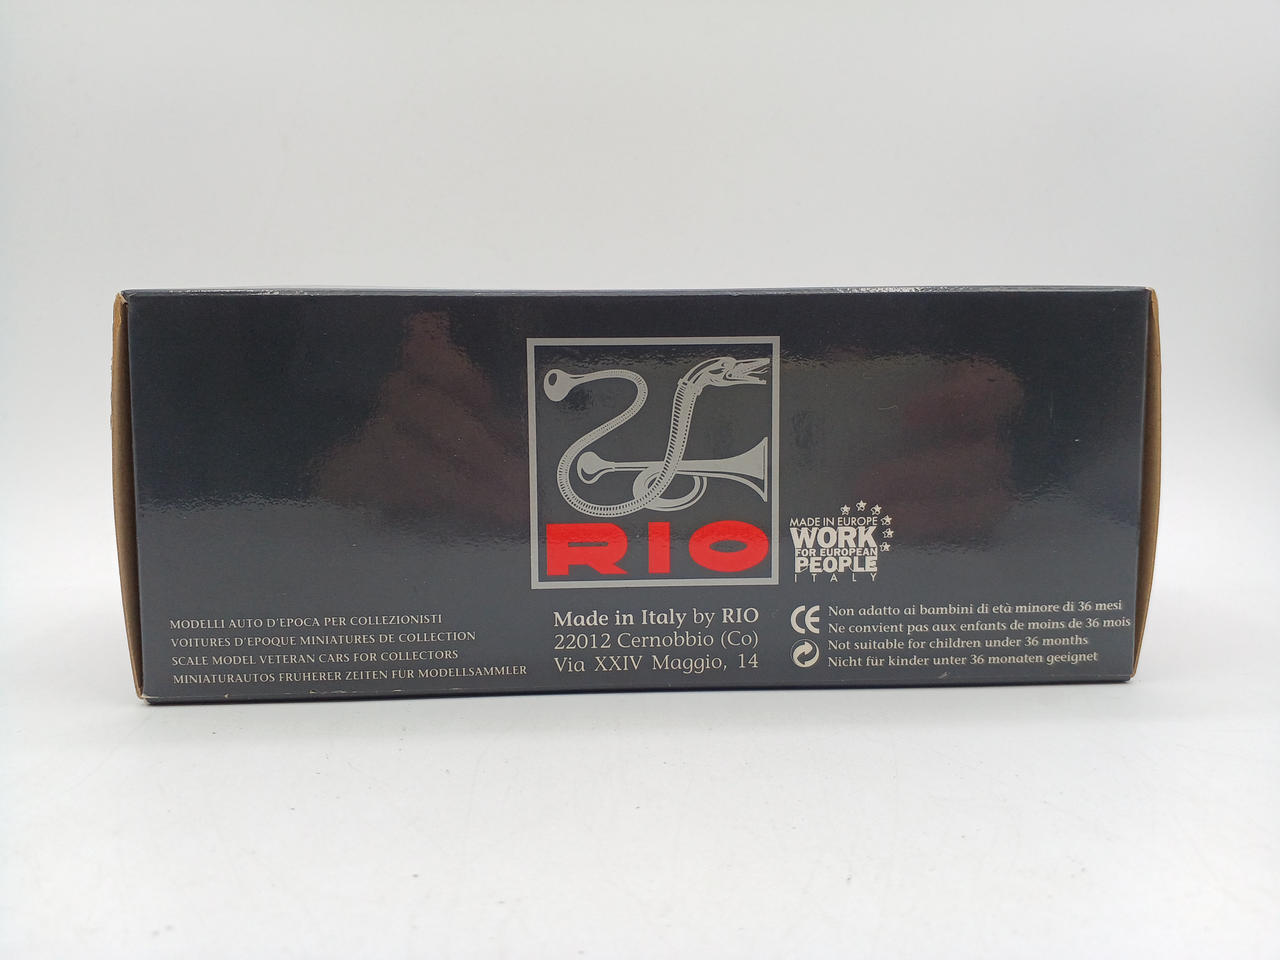 RIO
MADE IN EUROPE
WORK
FOR EUROPEAN
PEOPLE
ITALY
MODELLI AUTO D'EPOCA PER COLLEZIONISTI
VOITURES D'EPOQUE MINIATURES DE COLLECTION
SCALE MODEL VETERAN CARS FOR COLLECTORS
MINIATURAUTOS FRUHERER ZEITEN FUR MODELLSAMMLER
Made in Italy by RIO
22012 Cernobbio (Co)
Via XXIV Maggio, 14
CE
Non adatto ai bambini di età minore di 36 mesi
Ne convient pas aux enfants de moins de 36 mois
Not suitable for children under 36 months
Nicht für kinder unter 36 monaten geeignet